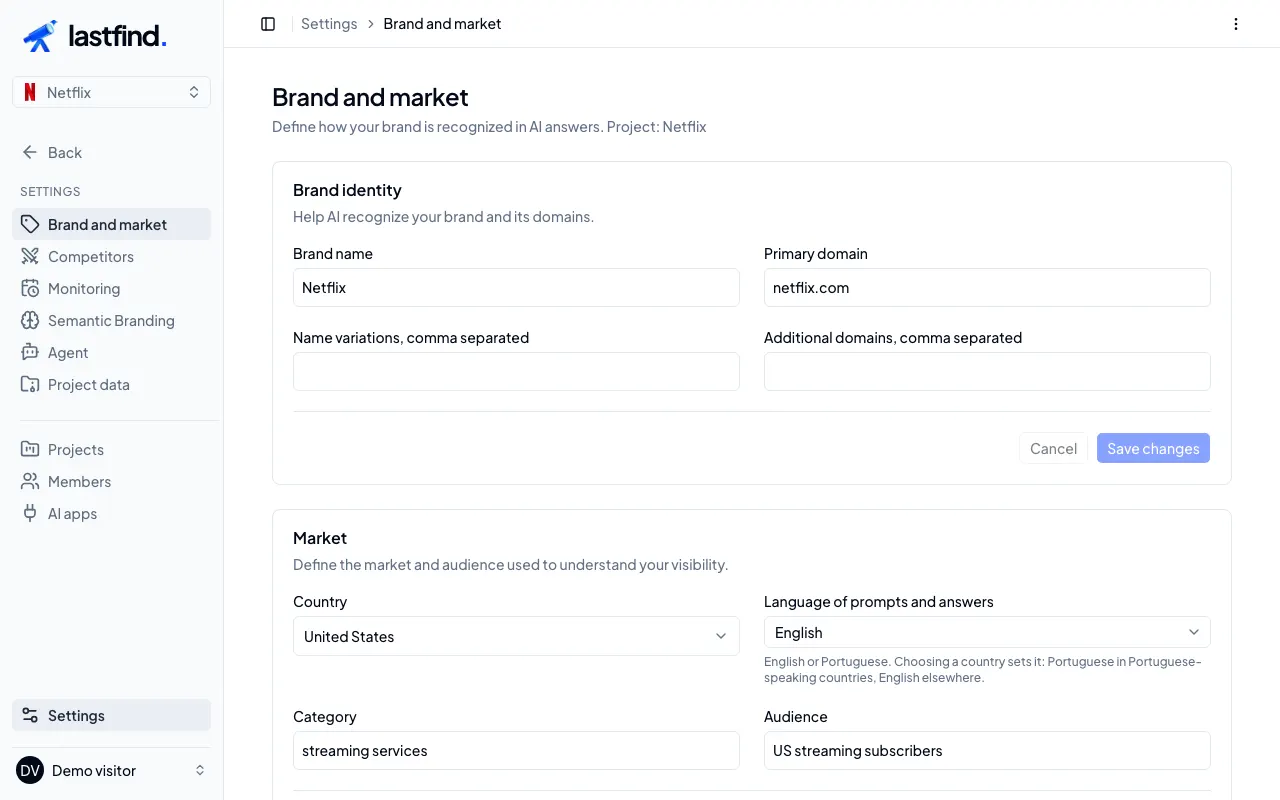 lastfind.
Netflix
Back
SETTINGS
Brand and market
Competitors
Monitoring
Semantic Branding
Agent
Project data
Projects
Members
AI apps
Settings
DV Demo visitor
Settings > Brand and market
Brand and market
Define how your brand is recognized in AI answers. Project: Netflix
Brand identity
Help AI recognize your brand and its domains.
Brand name
Netflix
Primary domain
netflix.com
Name variations, comma separated
Additional domains, comma separated
Cancel
Save changes
Market
Define the market and audience used to understand your visibility.
Country
United States
Language of prompts and answers
English
English or Portuguese. Choosing a country sets it: Portuguese in Portuguese-
speaking countries, English elsewhere.
Category
streaming services
Audience
US streaming subscribers